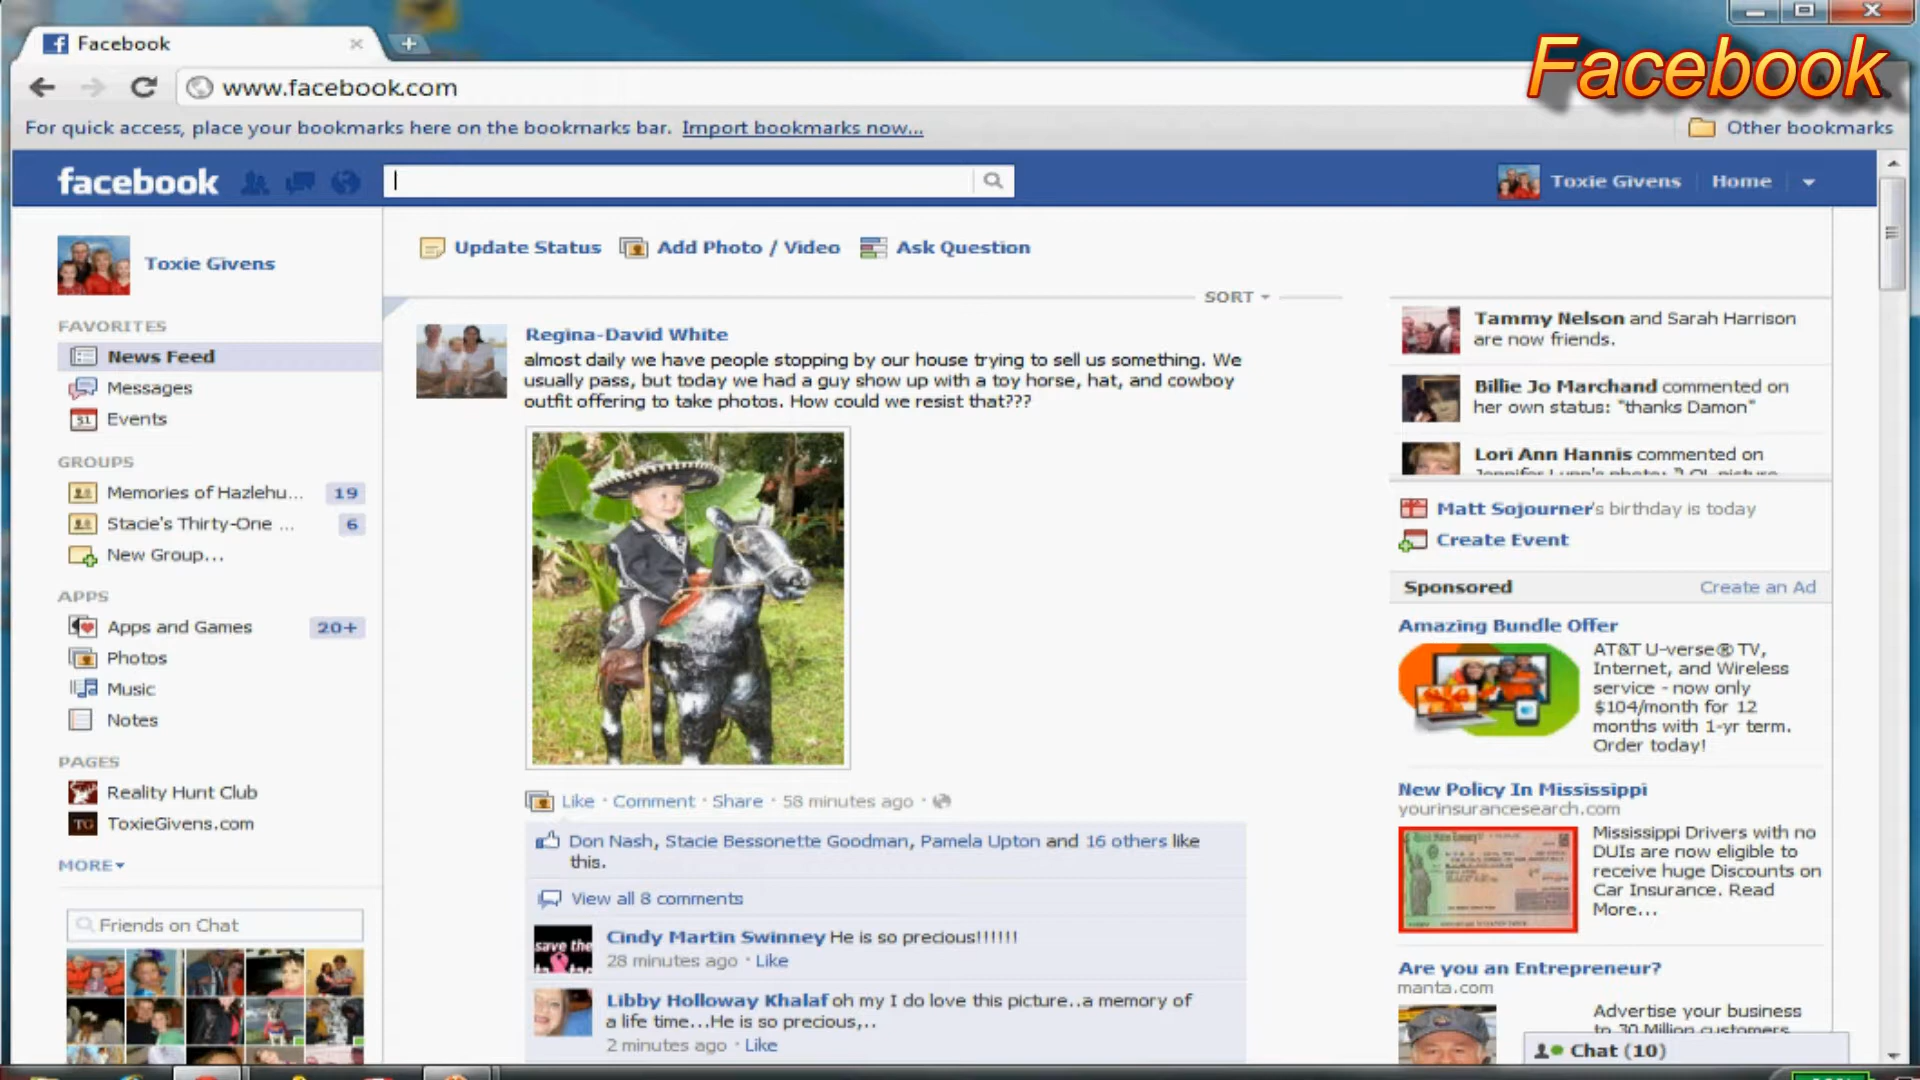 Facebook
Facebook
www.facebook.com
For quick access, place your bookmarks here on the bookmarks bar. Import bookmarks now...
Other bookmarks
facebook
Toxie Givens
Home
Toxie Givens
FAVORITES
News Feed
Messages
31
Events
GROUPS
Memories of Hazlehu... 19
Stacie's Thirty-One ... 6
New Group...
APPS
Apps and Games 20+
Photos
Music
Notes
PAGES
Reality Hunt Club
TG
ToxieGivens.com
MORE
Friends on Chat
Update Status
Add Photo / Video
Ask Question
SORT
Regina-David White
almost daily we have people stopping by our house trying to sell us something. We
usually pass, but today we had a guy show up with a toy horse, hat, and cowboy
outfit offering to take photos. How could we resist that???
Like · Comment · Share · 58 minutes ago ·
Don Nash, Stacie Bessonette Goodman, Pamela Upton and 16 others like
this.
View all 8 comments
save the
Cindy Martin Swinney He is so precious!!!!!!
28 minutes ago · Like
Libby Holloway Khalaf oh my I do love this picture..a memory of
a life time...He is so precious,..
2 minutes ago · Like
Tammy Nelson and Sarah Harrison
are now friends.
Billie Jo Marchand commented on
her own status: "thanks Damon"
Lori Ann Hannis commented on
Matt Sojourner's birthday is today
Create Event
Sponsored
Create an Ad
Amazing Bundle Offer
AT&T U-verse® TV,
Internet, and Wireless
service - now only
$104/month for 12
months with 1-yr term.
Order today!
New Policy In Mississippi
yourinsurancesearch.com
Mississippi Drivers with no
DUIs are now eligible to
receive huge Discounts on
Car Insurance. Read
More...
Are you an Entrepreneur?
manta.com
Advertise your business
to 30 Million customers
Chat (10)